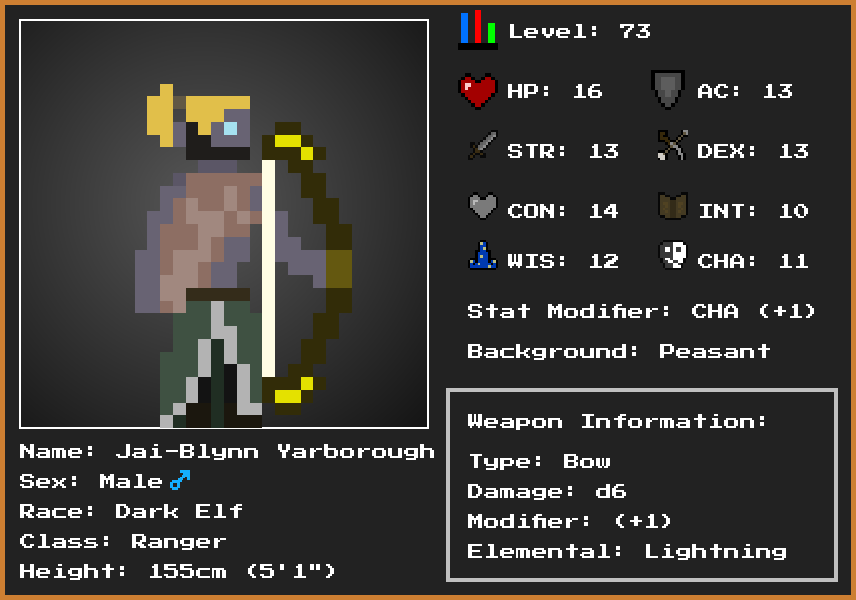 Level: 73
HP: 16
AC: 13
STR: 13
DEX: 13
CON: 14
INT: 10
WIS: 12
CHA: 11
Stat Modifier: CHA (+1)
Background: Peasant
Weapon Information:
Type: Bow
Damage: d6
Modifier: (+1)
Elemental: Lightning
Name: Jai-Blynn Yarborough
Sex: Male♂
Race: Dark Elf
Class: Ranger
Height: 155cm (5'1")